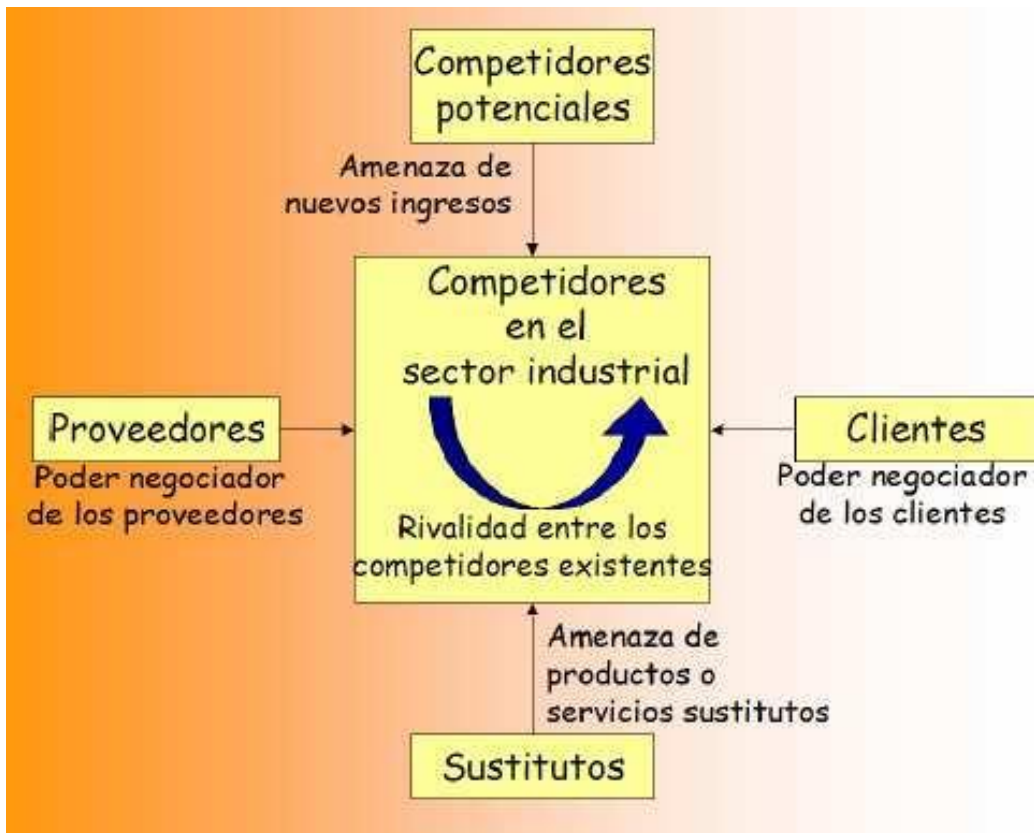 Competidores
potenciales
Amenaza de
nuevos ingresos
Competidores
en el
sector industrial
Proveedores
Poder negociador
de los proveedores
Clientes
Poder negociador
de los clientes
Rivalidad entre los
competidores existentes
Amenaza de
productos o
servicios sustitutos
Sustitutos